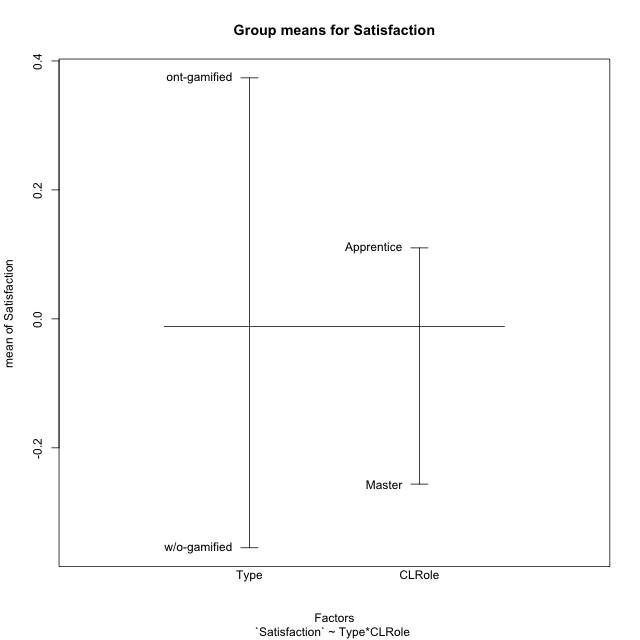 Group means for Satisfaction
0.4
0.2
0.0
-0.2
mean of Satisfaction
ont-gamified
Apprentice
Master
w/o-gamified
Type
CLRole
Factors
`Satisfaction` ~ Type*CLRole